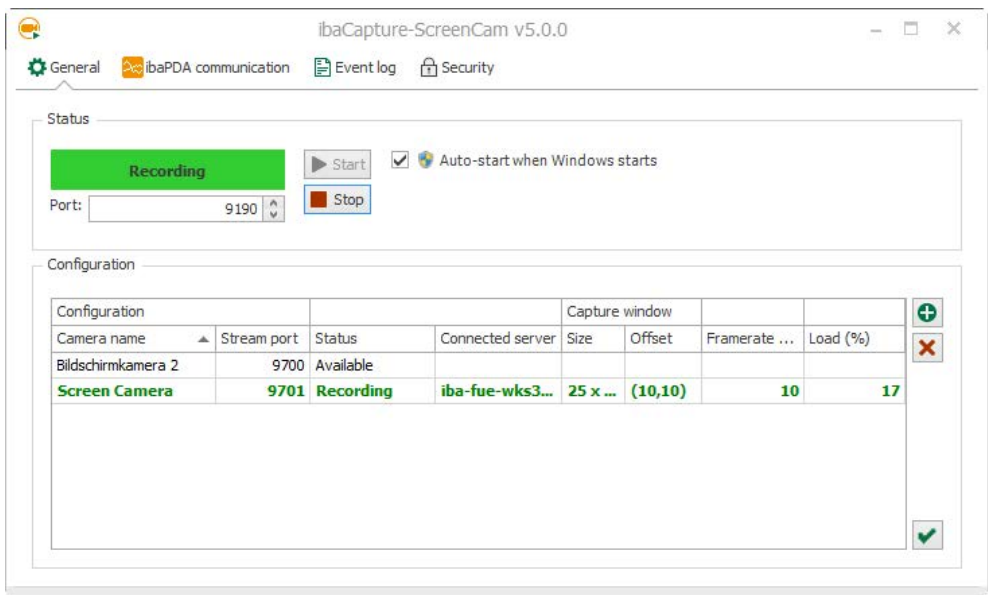 ibaCapture-ScreenCam v5.0.0
General ibaPDA communication Event log Security
Status
Recording Start Auto-start when Windows starts
Port: 9190 Stop
Configuration
Configuration Capture window
Camera name Stream port Status Connected server Size Offset Framerate ... Load (%)
Bildschirmkamera 2 9700 Available
Screen Camera 9701 Recording iba-fue-wks3... 25 x ... (10,10) 10 17